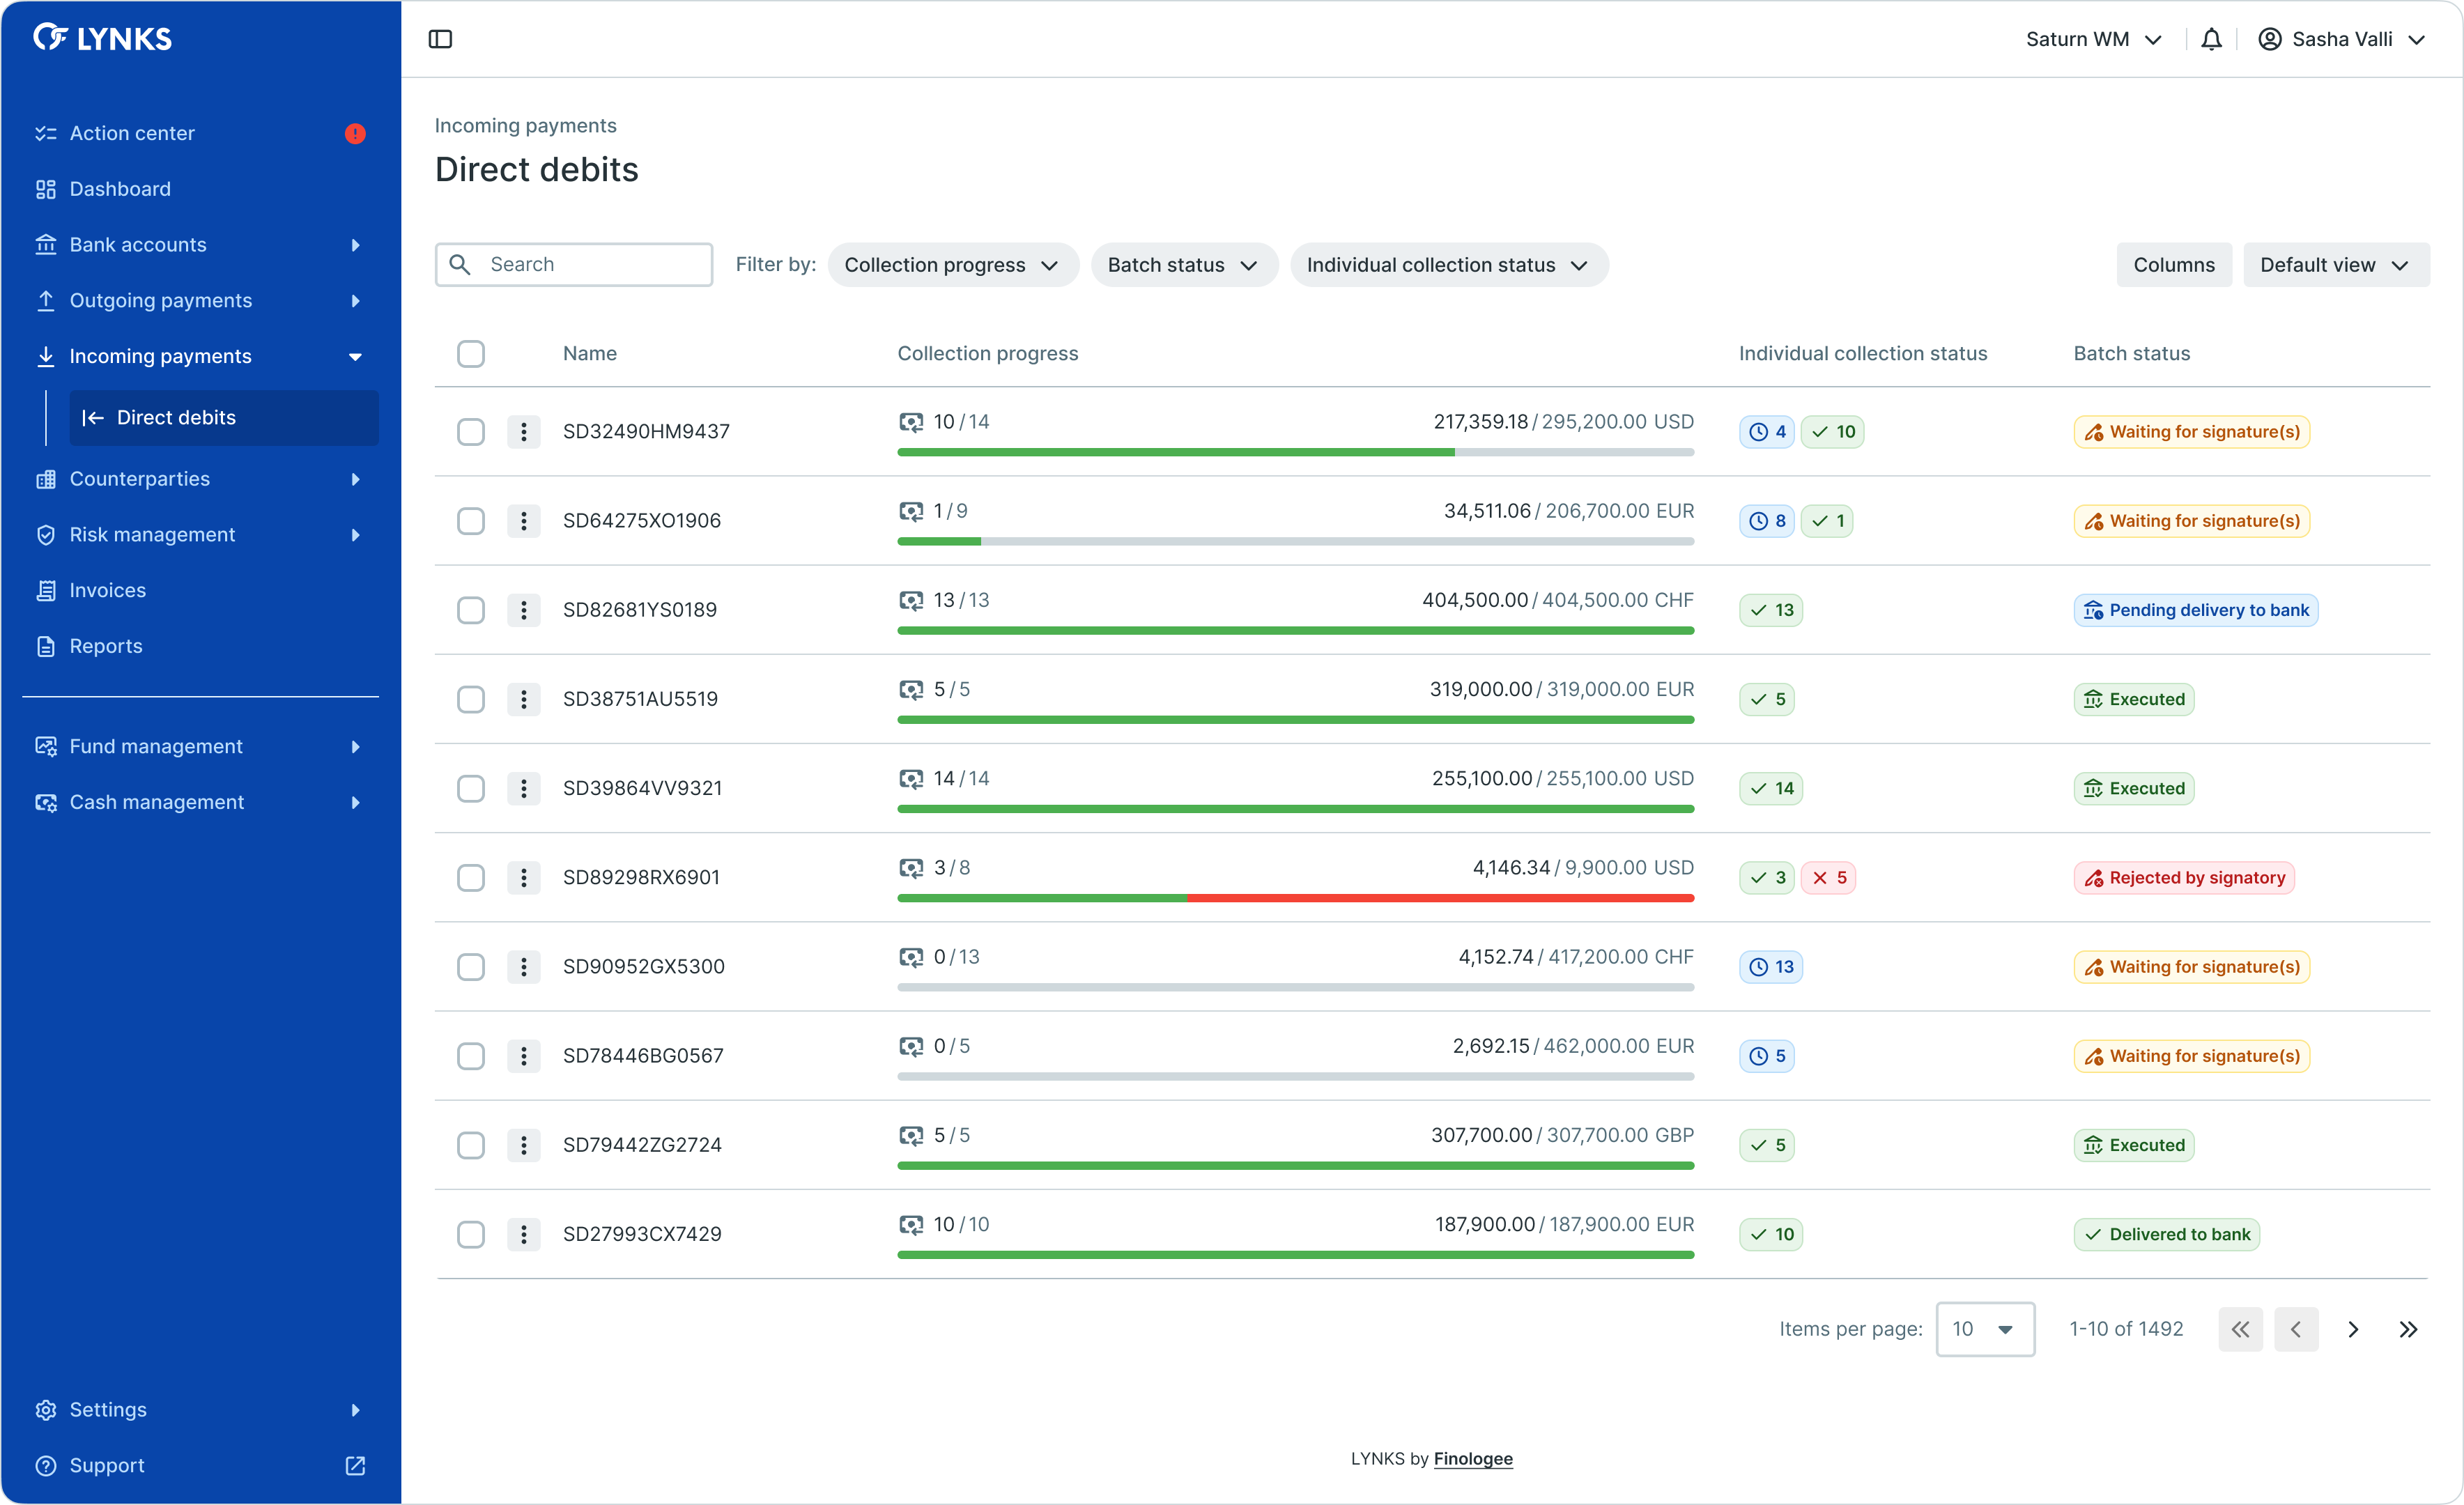 LYNKS
Saturn WM
Sasha Valli
Action center
Dashboard
Bank accounts
Outgoing payments
Incoming payments
Direct debits
Counterparties
Risk management
Invoices
Reports
Fund management
Cash management
Settings
Support
Incoming payments
Direct debits
Search
Filter by:
Collection progress
Batch status
Individual collection status
Columns
Default view
Name Collection progress Individual collection status Batch status
SD32490HM9437 10/14 217,359.18/295,200.00 USD 4 10 Waiting for signature(s)
SD64275XO1906 1/9 34,511.06/206,700.00 EUR 8 1 Waiting for signature(s)
SD82681YS0189 13/13 404,500.00/404,500.00 CHF 13 Pending delivery to bank
SD38751AU5519 5/5 319,000.00/319,000.00 EUR 5 Executed
SD39864VV9321 14/14 255,100.00/255,100.00 USD 14 Executed
SD89298RX6901 3/8 4,146.34/9,900.00 USD 3 5 Rejected by signatory
SD90952GX5300 0/13 4,152.74/417,200.00 CHF 13 Waiting for signature(s)
SD78446BG0567 0/5 2,692.15/462,000.00 EUR 5 Waiting for signature(s)
SD79442ZG2724 5/5 307,700.00/307,700.00 GBP 5 Executed
SD27993CX7429 10/10 187,900.00/187,900.00 EUR 10 Delivered to bank
Items per page: 10 1-10 of 1492
LYNKS by Finologee